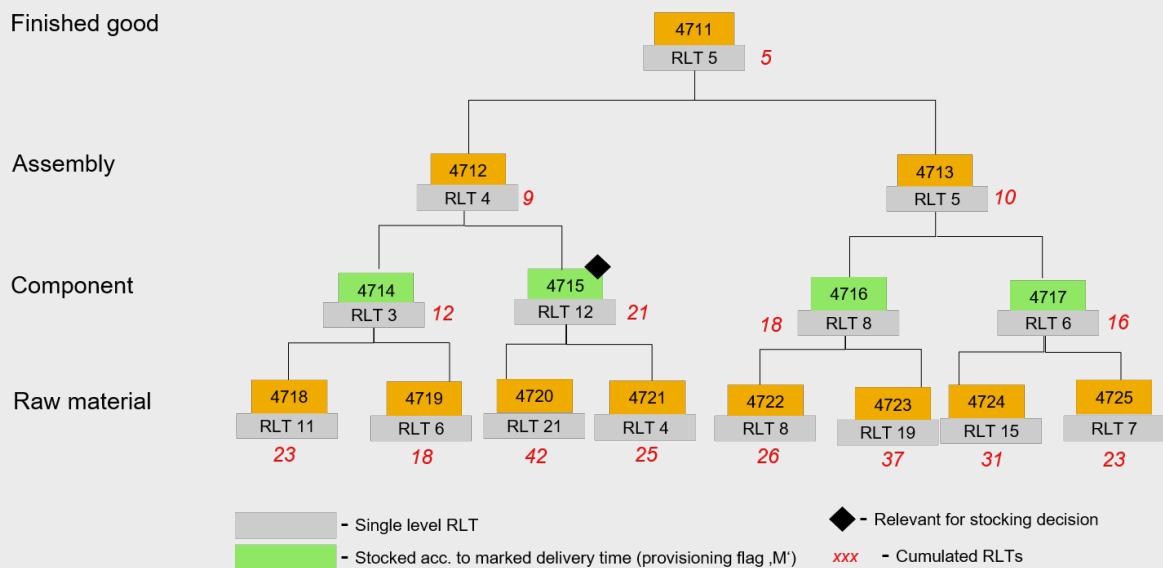 Finished good
4711
RLT 5
5
Assembly
4712
RLT 4
9
4713
RLT 5
10
Component
4714
RLT 3
12
4715
RLT 12
21
4716
RLT 8
18
4717
RLT 6
16
Raw material
4718
RLT 11
23
4719
RLT 6
18
4720
RLT 21
42
4721
RLT 4
25
4722
RLT 8
26
4723
RLT 19
37
4724
RLT 15
31
4725
RLT 7
23
- Single level RLT
- Relevant for stocking decision
- Stocked acc. to marked delivery time (provisioning flag ‚M‘)
xxx - Cumulated RLTs